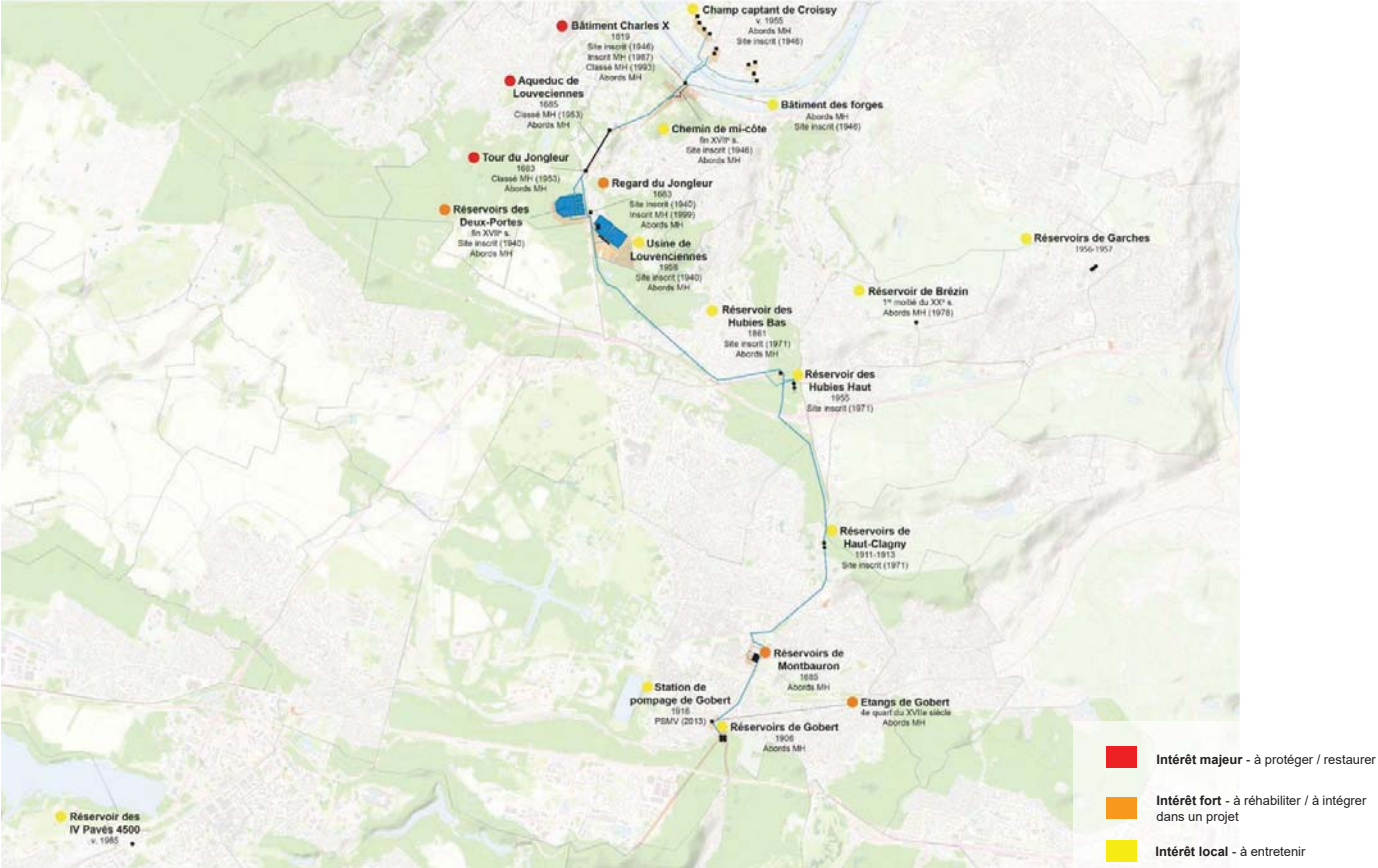 Champ captant de Croissy
v. 1955
Abords MH
Site inscrit (1946)
Bâtiment Charles X
1819
Site inscrit (1946)
Inscrit MH (1987)
Classé MH (1993)
Abords MH
Aqueduc de
Louveciennes
1685
Classé MH (1953)
Abords MH
Bâtiment des forges
Abords MH
Site inscrit (1946)
Chemin de mi-côte
fin XVIIᵉ s.
Site inscrit (1946)
Abords MH
Tour du Jongleur
1683
Classé MH (1953)
Abords MH
Regard du Jongleur
1683
Site inscrit (1940)
Inscrit MH (1999)
Abords MH
Réservoirs des
Deux-Portes
fin XVIIᵉ s.
Site inscrit (1940)
Abords MH
Usine de
Louvenciennes
1958
Site inscrit (1940)
Abords MH
Réservoirs de Garches
1956-1957
Réservoir de Brézin
1ʳᵉ moitié du XXᵉ s.
Abords MH (1978)
Réservoir des
Hubies Bas
1861
Site inscrit (1971)
Abords MH
Réservoir des
Hubies Haut
1955
Site inscrit (1971)
Réservoirs de
Haut-Clagny
1911-1913
Site inscrit (1971)
Réservoirs de
Montbauron
1685
Abords MH
Station de
pompage de Gobert
1916
PSMV (2013)
Etangs de Gobert
4e quart du XVIIe siècle
Abords MH
Réservoirs de Gobert
1906
Abords MH
Réservoir des
IV Pavés 4500
v. 1985
Intérêt majeur - à protéger / restaurer
Intérêt fort - à réhabiliter / à intégrer
dans un projet
Intérêt local - à entretenir